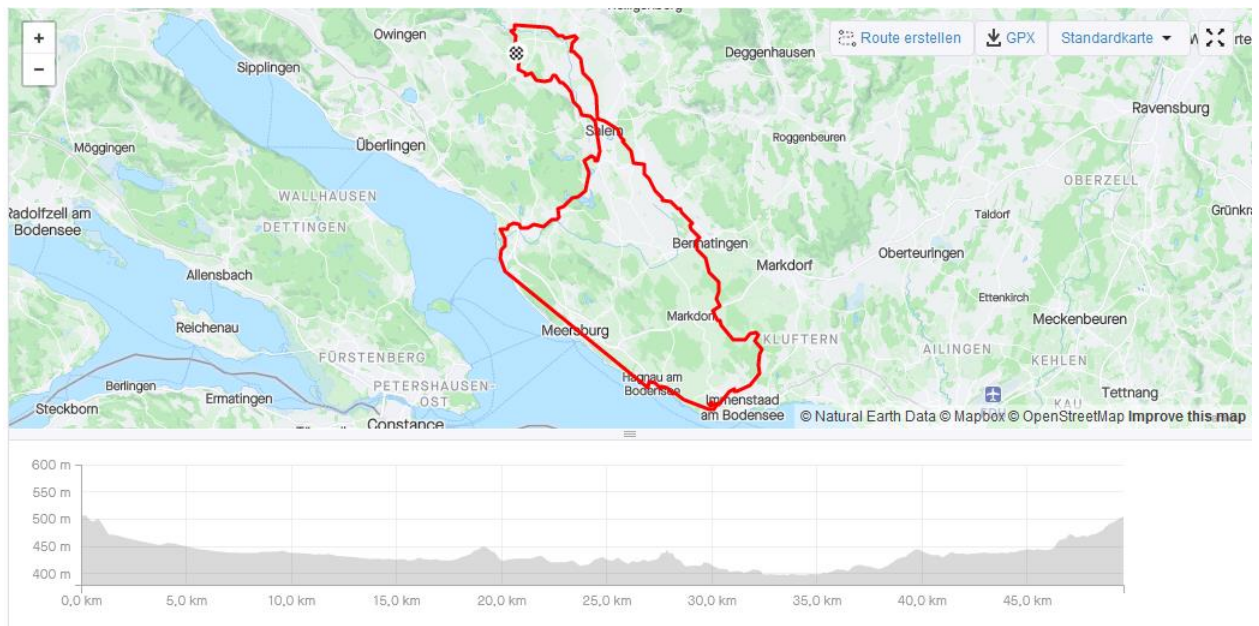 Heiligenberg
+
−
Owingen
Deggenhausen
Route erstellen
GPX
Standardkarte
Sipplingen
Ravensburg
Salem
Roggenbeuren
Überlingen
Möggingen
WALLHAUSEN
OBERZELL
Radolfzell am
Bodensee
DETTINGEN
Taldorf
Grünkra
Bermatingen
Oberteuringen
Markdorf
Allensbach
Ettenkirch
Reichenau
Meersburg
Markdorf
Meckenbeuren
KLUFTERN
AILINGEN
FÜRSTENBERG
KEHLEN
Berlingen
Ermatingen
PETERSHAUSEN-
OST
Hagnau am
Bodensee
Immenstaad
am Bodensee
Tettnang
KAU
Steckborn
Constance
© Natural Earth Data © Mapbox © OpenStreetMap Improve this map
600 m
550 m
500 m
450 m
400 m
0,0 km
5,0 km
10,0 km
15,0 km
20,0 km
25,0 km
30,0 km
35,0 km
40,0 km
45,0 km